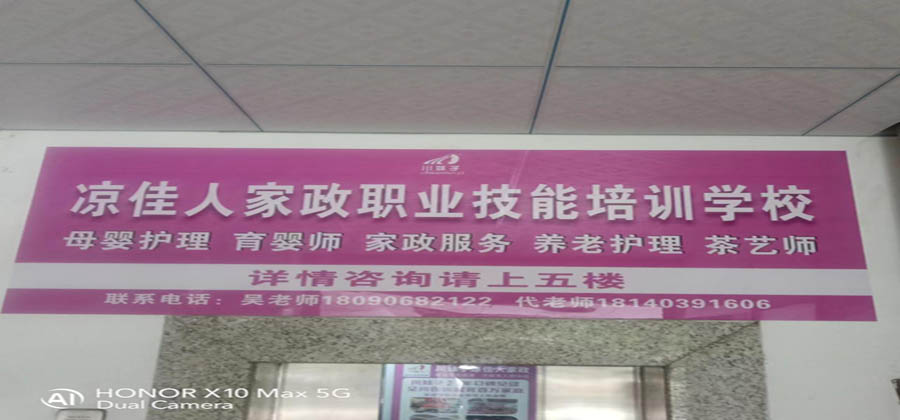 川妹子
凉佳人家政职业技能培训学校
母婴护理 育婴师 家政服务 养老护理 茶艺师
详情咨询请上五楼
联系电话：吴老师18090682122 代老师18140391606
HONOR X10 Max 5G
Dual Camera